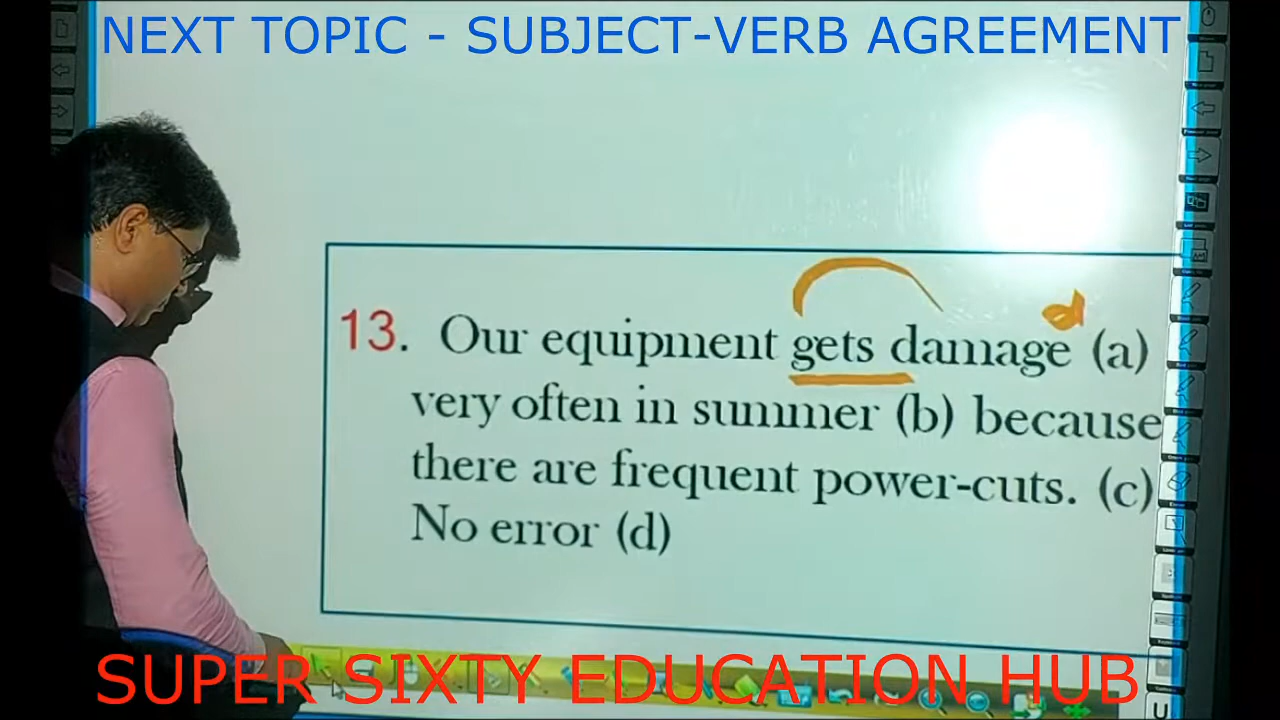 NEXT TOPIC - SUBJECT-VERB AGREEMENT
d
13. Our equipment gets damage (a)
very often in summer (b) because
there are frequent power-cuts. (c)
No error (d)
SUPER SIXTY EDUCATION HUB